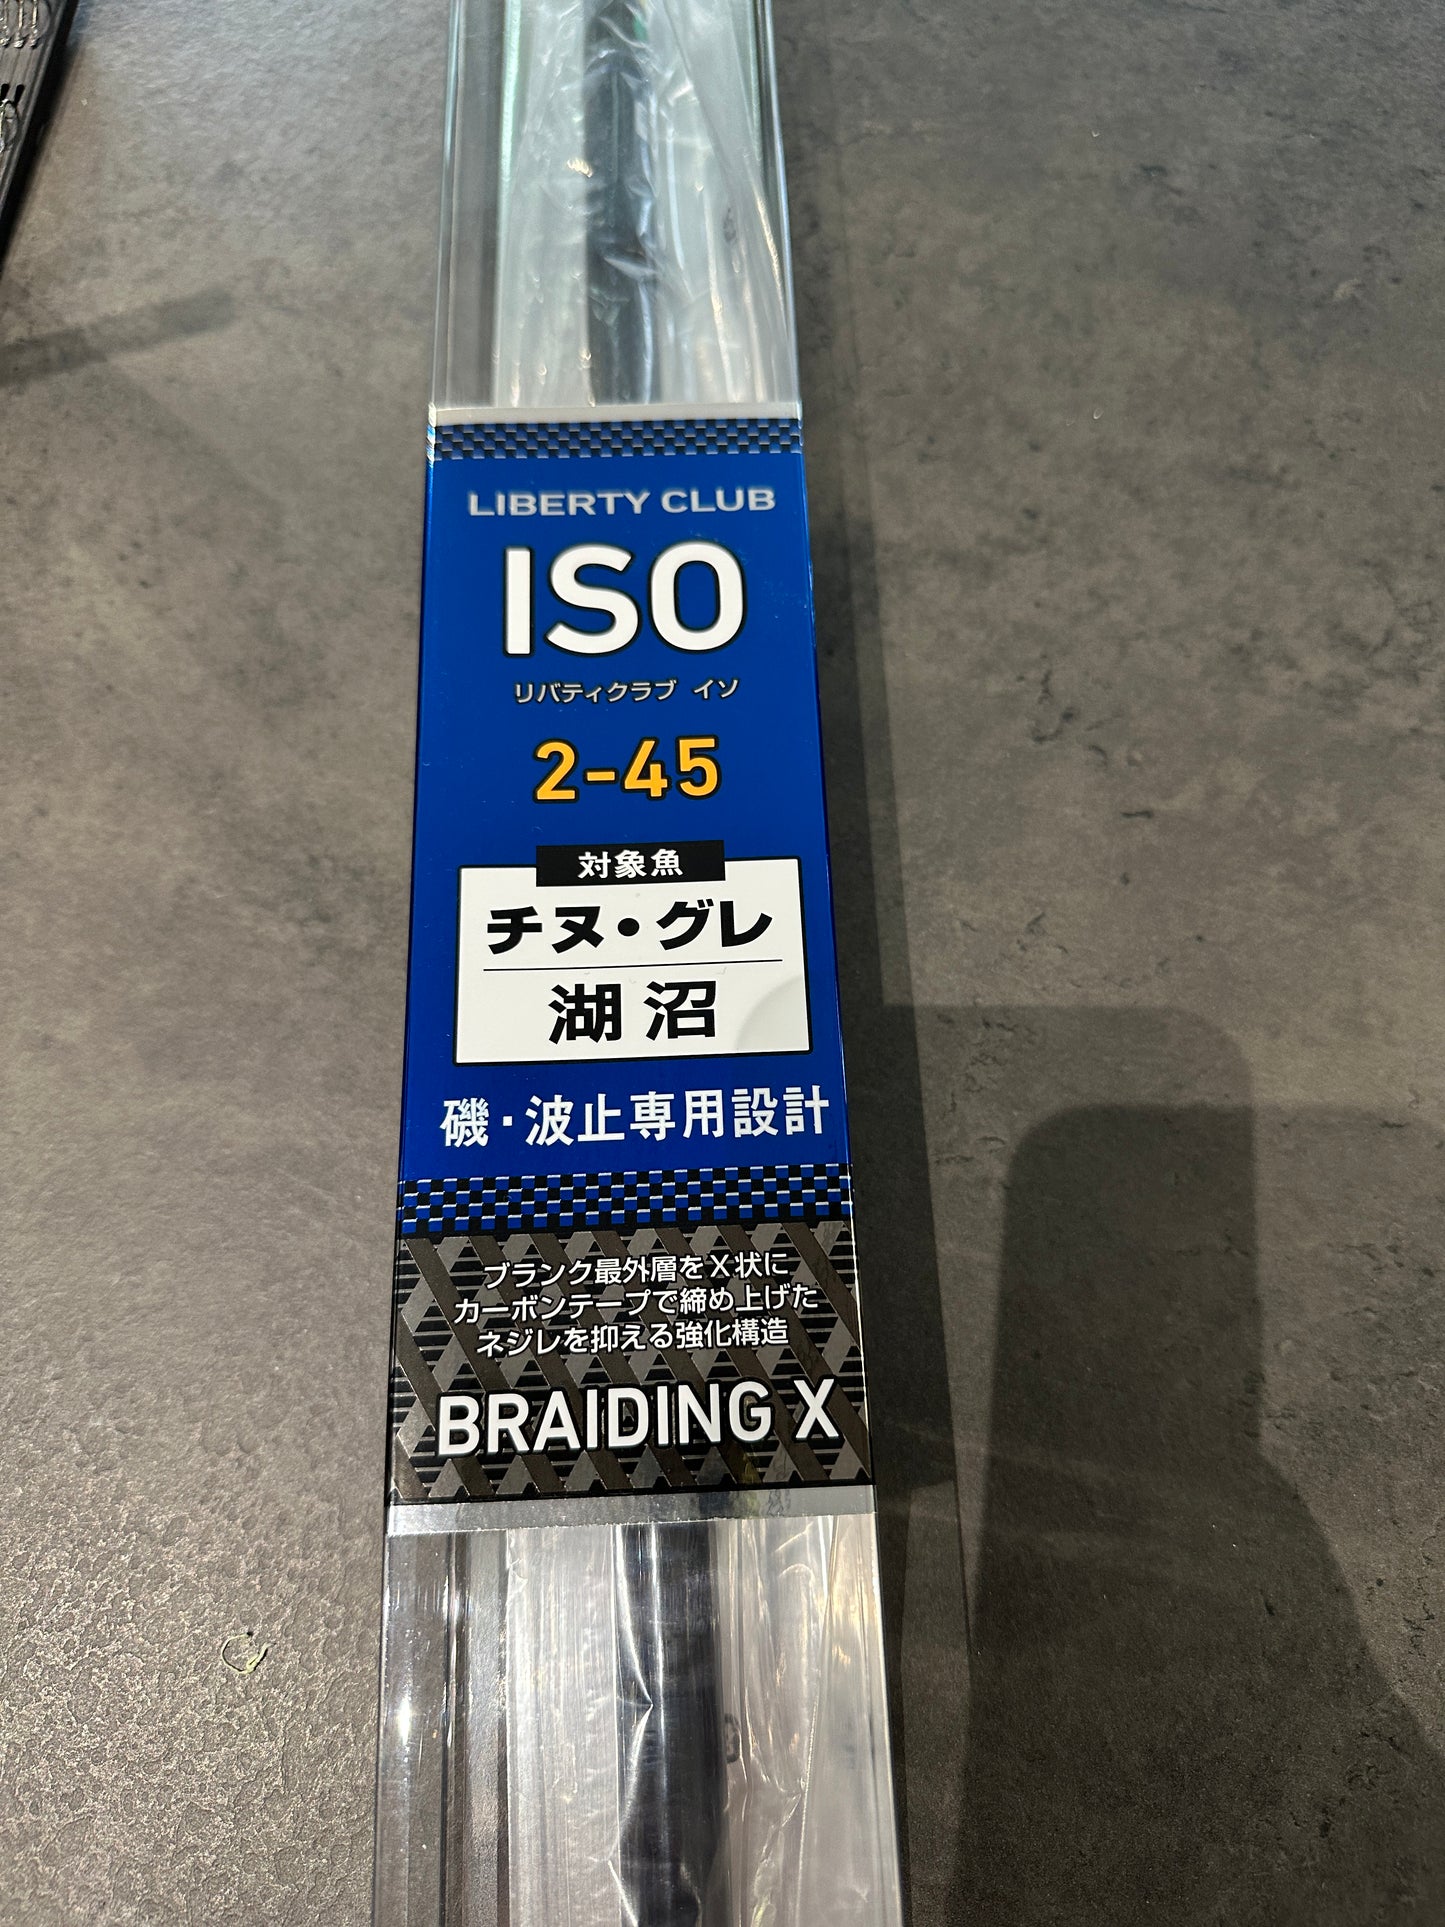 LIBERTY CLUB
ISO
リバティクラブ イソ
2-45
対象魚
チヌ・グレ
湖沼
磯・波止専用設計
ブランク最外層をX状に
カーボンテープで締め上げた
ネジレを抑える強化構造
BRAIDING X